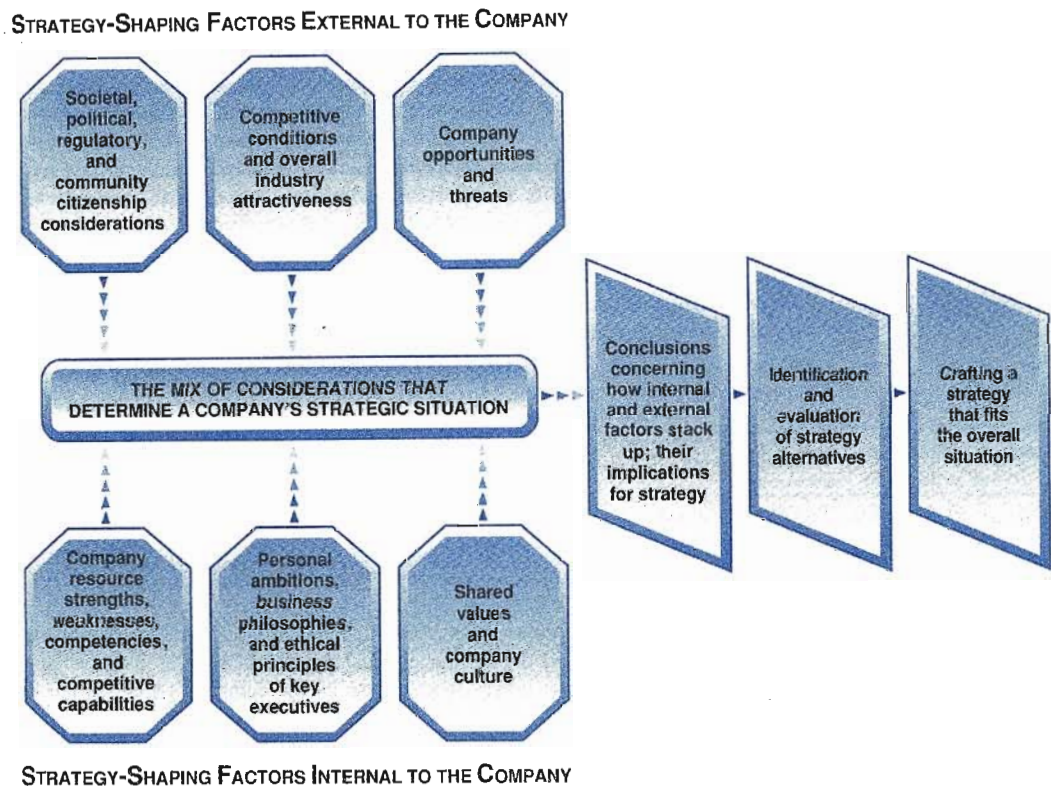 STRATEGY-SHAPING FACTORS EXTERNAL TO THE COMPANY
Societal,
political,
regulatory,
and
community
citizenship
considerations
Competitive
conditions
and overall
industry
attractiveness
Company
opportunities
and
threats
THE MIX OF CONSIDERATIONS THAT
DETERMINE A COMPANY'S STRATEGIC SITUATION
Conclusions
concerning
how internal
and external
factors stack
up; their
implications
for strategy
Identification
and
evaluation
of strategy
alternatives
Crafting a
strategy
that fits
the overall
situation
Company
resource
strengths,
weaknesses,
competencies,
and
competitive
capabilities
Personal
ambitions,
business
philosophies,
and ethical
principles
of key
executives
Shared
values
and
company
culture
STRATEGY-SHAPING FACTORS INTERNAL TO THE COMPANY